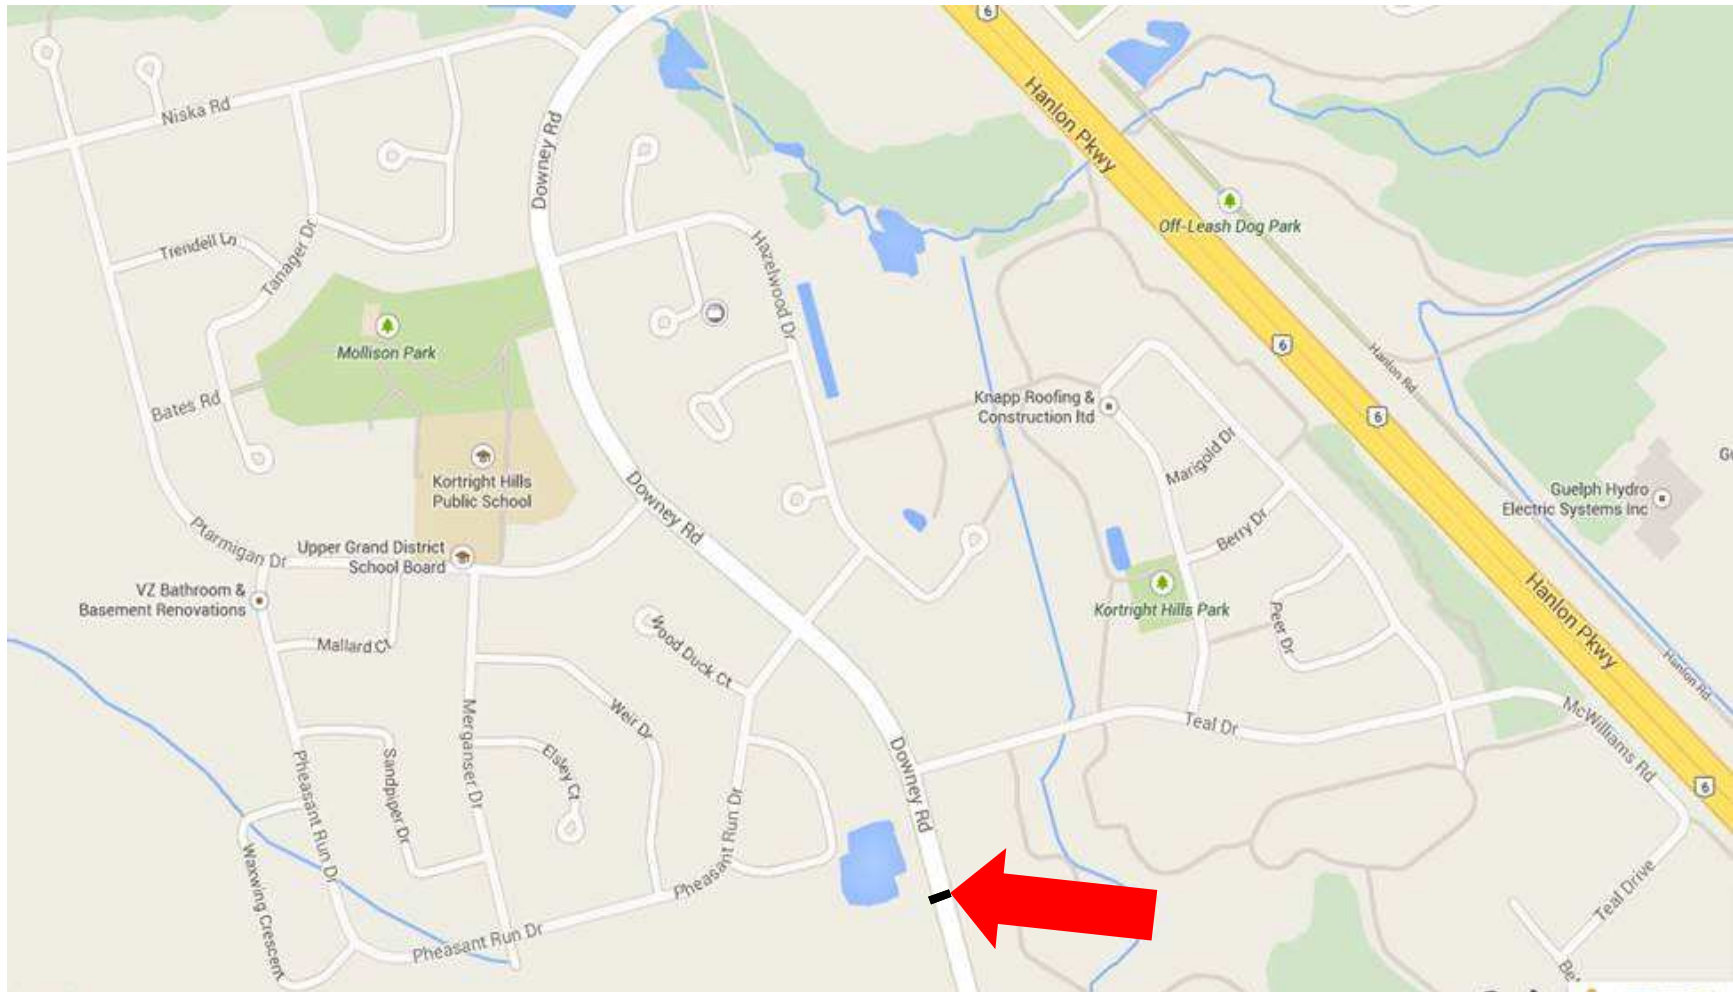 6
Hanlon Pkwy
Niska Rd
Downey Rd
Off-Leash Dog Park
Trendell Ln
Tanager Dr
Hazelwood Dr
Mollison Park
6
Hanlon Rd
Bates Rd
Knapp Roofing &
Construction ltd
6
Marigold Dr
Kortright Hills
Public School
Downey Rd
Guelph Hydro
Electric Systems Inc
Ptarmigan Dr
Upper Grand District
School Board
Berry Dr
VZ Bathroom &
Basement Renovations
Kortright Hills Park
Peer Dr
Hanlon Pkwy
Mallard Ct
Wood Duck Ct
Hanlon Rd
Weir Dr
Merganser Dr
Teal Dr
McWilliams Rd
Elsley Ct
Sandpiper Dr
Pheasant Run Dr
Downey Rd
6
Pheasant Run Dr
Waxwing Crescent
Teal Drive
Pheasant Run Dr